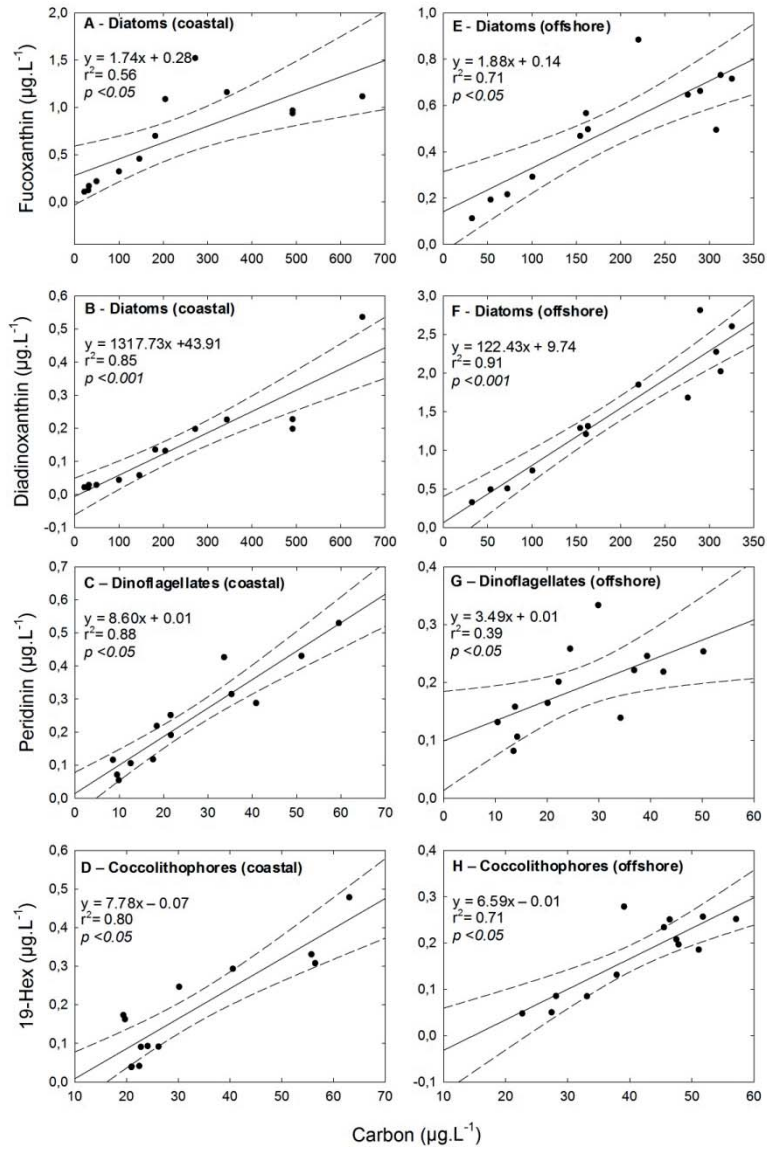 A - Diatoms (coastal)
y = 1.74x + 0.28
r²= 0.56
p <0.05
Fucoxanthin (µg.L⁻¹)
2,0
1,5
1,0
0,5
0,0
0 100 200 300 400 500 600 700
E - Diatoms (offshore)
y = 1.88x + 0.14
r²= 0.71
p <0.05
1,0
0,8
0,6
0,4
0,2
0,0
0 50 100 150 200 250 300 350
B - Diatoms (coastal)
y = 1317.73x +43.91
r²= 0.85
p <0.001
Diadinoxanthin (µg.L⁻¹)
0,6
0,5
0,4
0,3
0,2
0,1
0,0
-0,1
0 100 200 300 400 500 600 700
F - Diatoms (offshore)
y = 122.43x + 9.74
r²= 0.91
p <0.001
3,0
2,5
2,0
1,5
1,0
0,5
0,0
0 50 100 150 200 250 300 350
C – Dinoflagellates (coastal)
y = 8.60x + 0.01
r²= 0.88
p <0.05
Peridinin (µg.L⁻¹)
0,7
0,6
0,5
0,4
0,3
0,2
0,1
0,0
0 10 20 30 40 50 60 70
G – Dinoflagellates (offshore)
y = 3.49x + 0.01
r²= 0.39
p <0.05
0,4
0,3
0,2
0,1
0,0
0 10 20 30 40 50 60
D – Coccolithophores (coastal)
y = 7.78x – 0.07
r²= 0.80
p <0.05
19-Hex (µg.L⁻¹)
0,6
0,5
0,4
0,3
0,2
0,1
0,0
10 20 30 40 50 60 70
H – Coccolithophores (offshore)
y = 6.59x – 0.01
r²= 0.71
p <0.05
0,4
0,3
0,2
0,1
0,0
-0,1
10 20 30 40 50 60
Carbon (µg.L⁻¹)